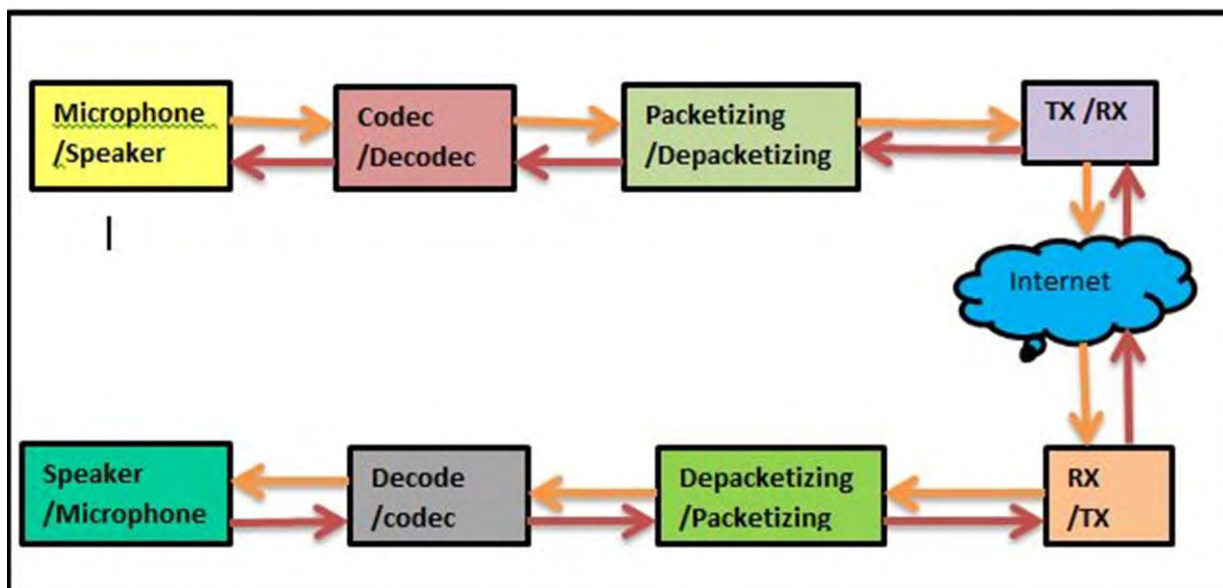 Microphone
/Speaker
Codec
/Decodec
Packetizing
/Depacketizing
TX /RX
Internet
Speaker
/Microphone
Decode
/codec
Depacketizing
/Packetizing
RX
/TX